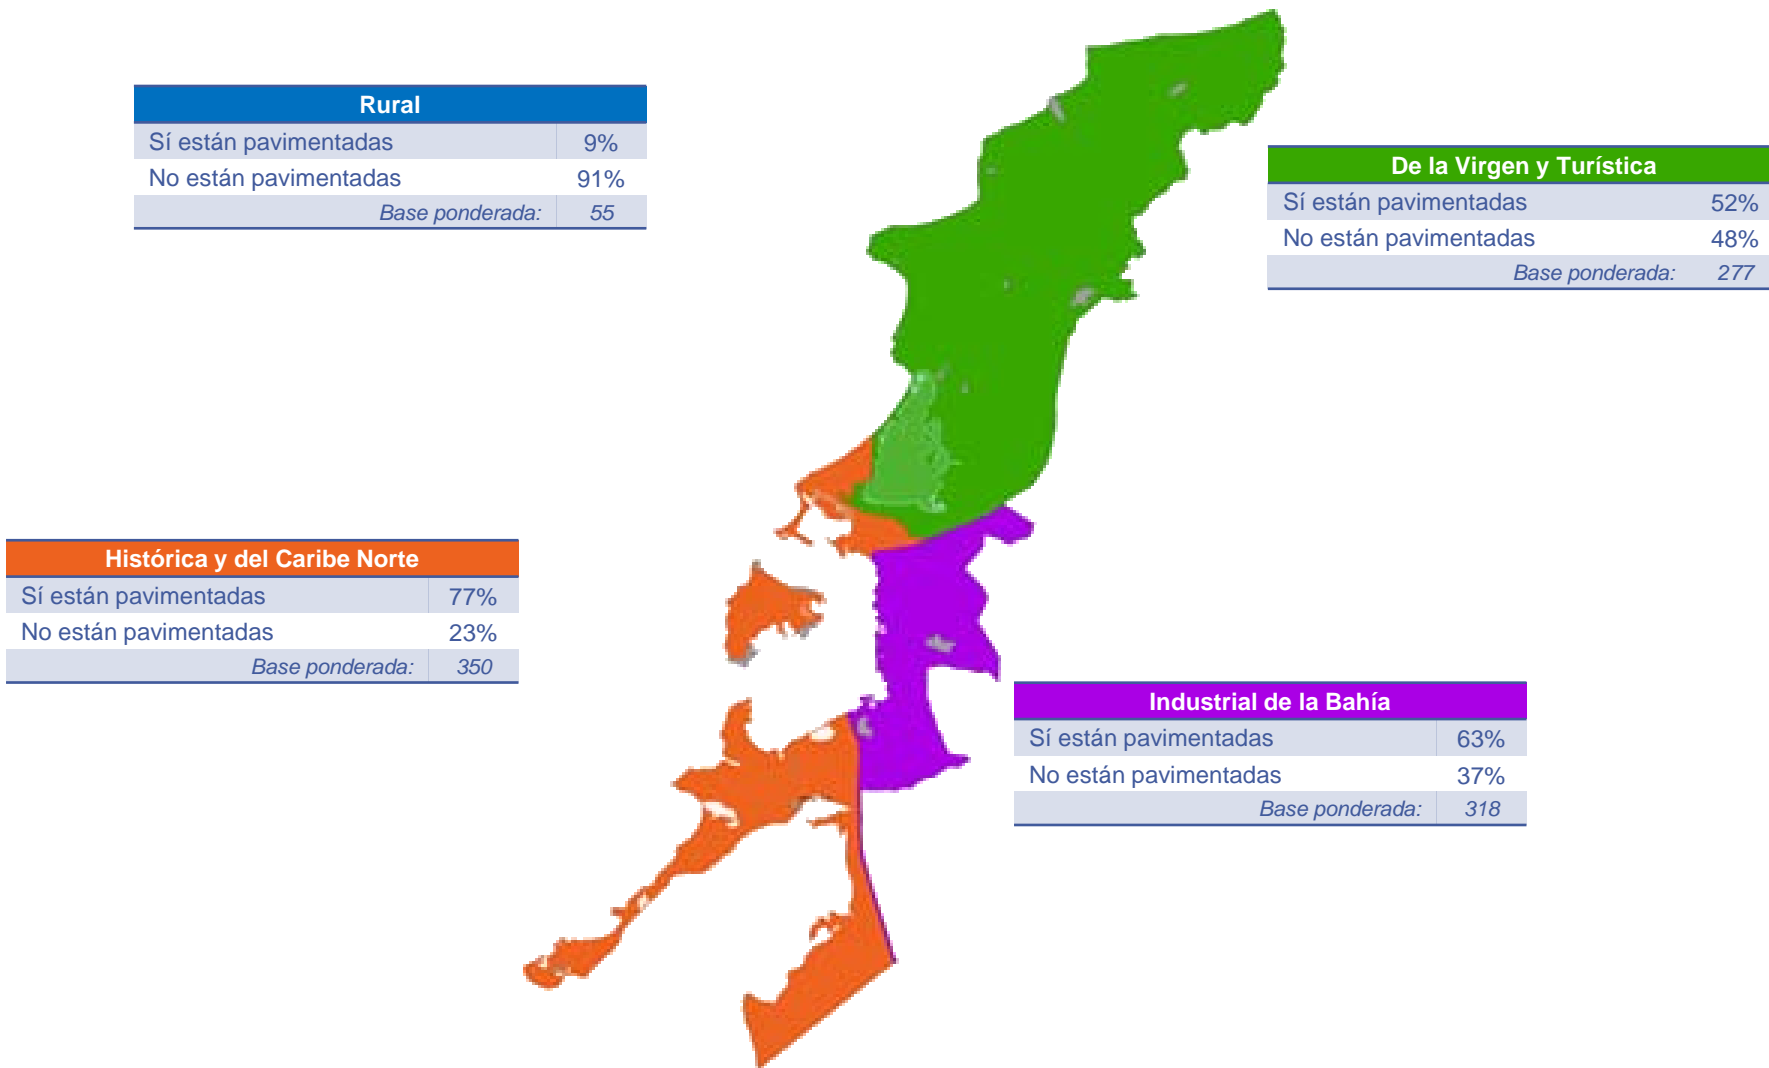 Rural
Sí están pavimentadas 9%
No están pavimentadas 91%
Base ponderada: 55
De la Virgen y Turística
Sí están pavimentadas 52%
No están pavimentadas 48%
Base ponderada: 277
Histórica y del Caribe Norte
Sí están pavimentadas 77%
No están pavimentadas 23%
Base ponderada: 350
Industrial de la Bahía
Sí están pavimentadas 63%
No están pavimentadas 37%
Base ponderada: 318